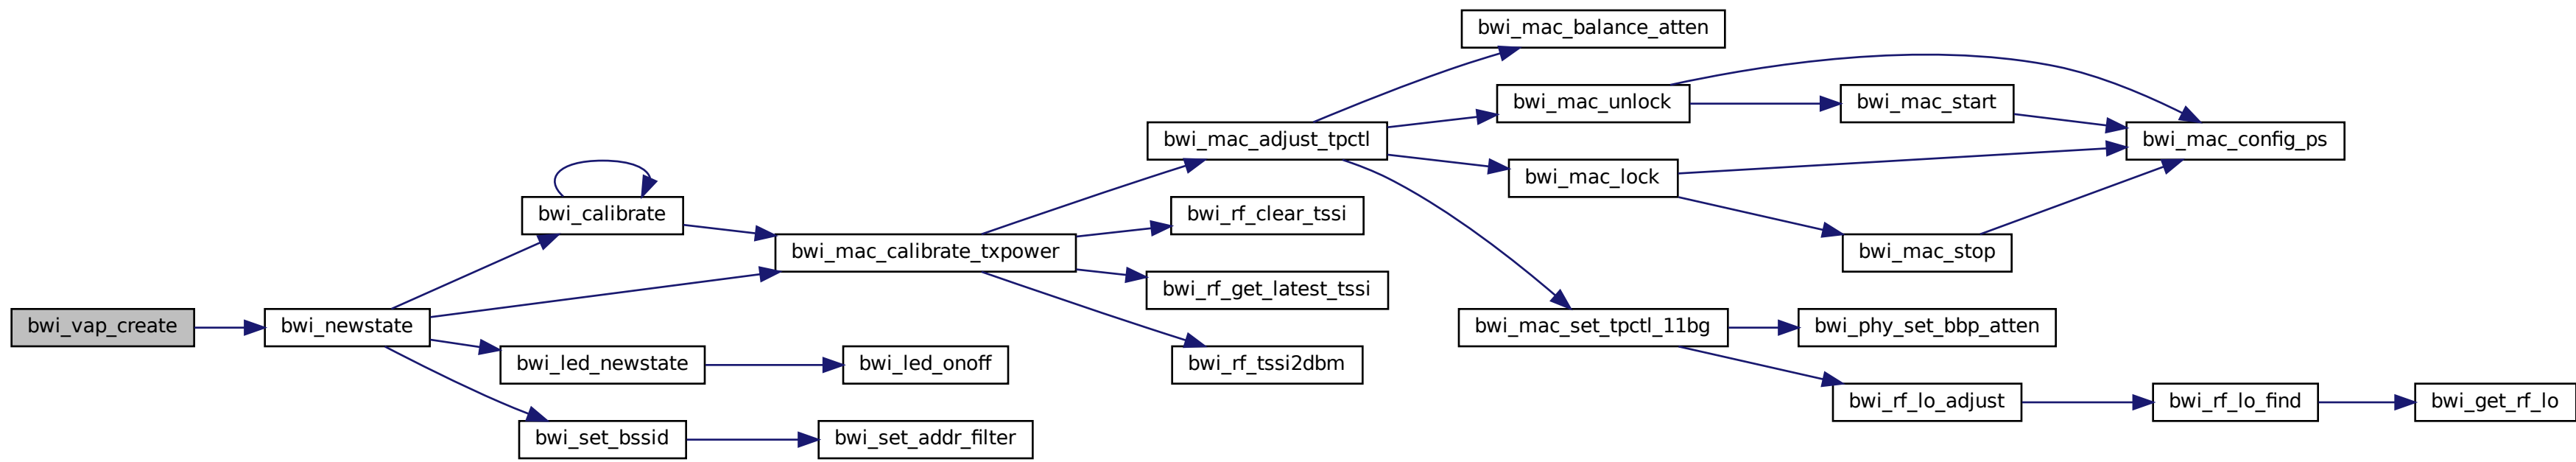 bwi_vap_create
bwi_newstate
bwi_calibrate
bwi_led_newstate
bwi_set_bssid
bwi_mac_calibrate_txpower
bwi_led_onoff
bwi_set_addr_filter
bwi_mac_adjust_tpctl
bwi_rf_clear_tssi
bwi_rf_get_latest_tssi
bwi_rf_tssi2dbm
bwi_mac_balance_atten
bwi_mac_unlock
bwi_mac_lock
bwi_mac_set_tpctl_11bg
bwi_mac_start
bwi_mac_stop
bwi_phy_set_bbp_atten
bwi_rf_lo_adjust
bwi_mac_config_ps
bwi_rf_lo_find
bwi_get_rf_lo